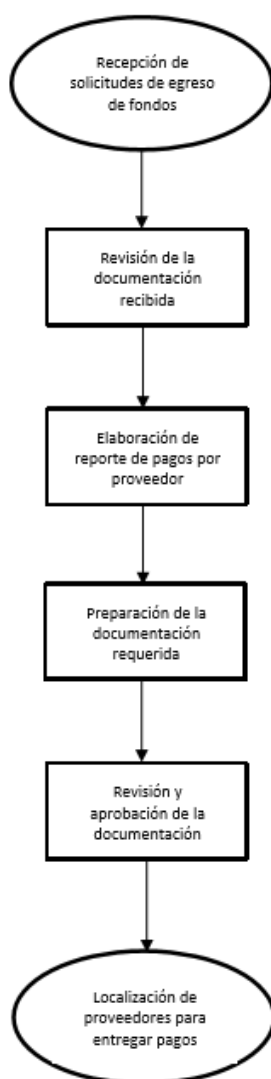 Recepción de
solicitudes de egreso
de fondos
Revisión de la
documentación
recibida
Elaboración de
reporte de pagos por
proveedor
Preparación de la
documentación
requerida
Revisión y
aprobación de la
documentación
Localización de
proveedores para
entregar pagos